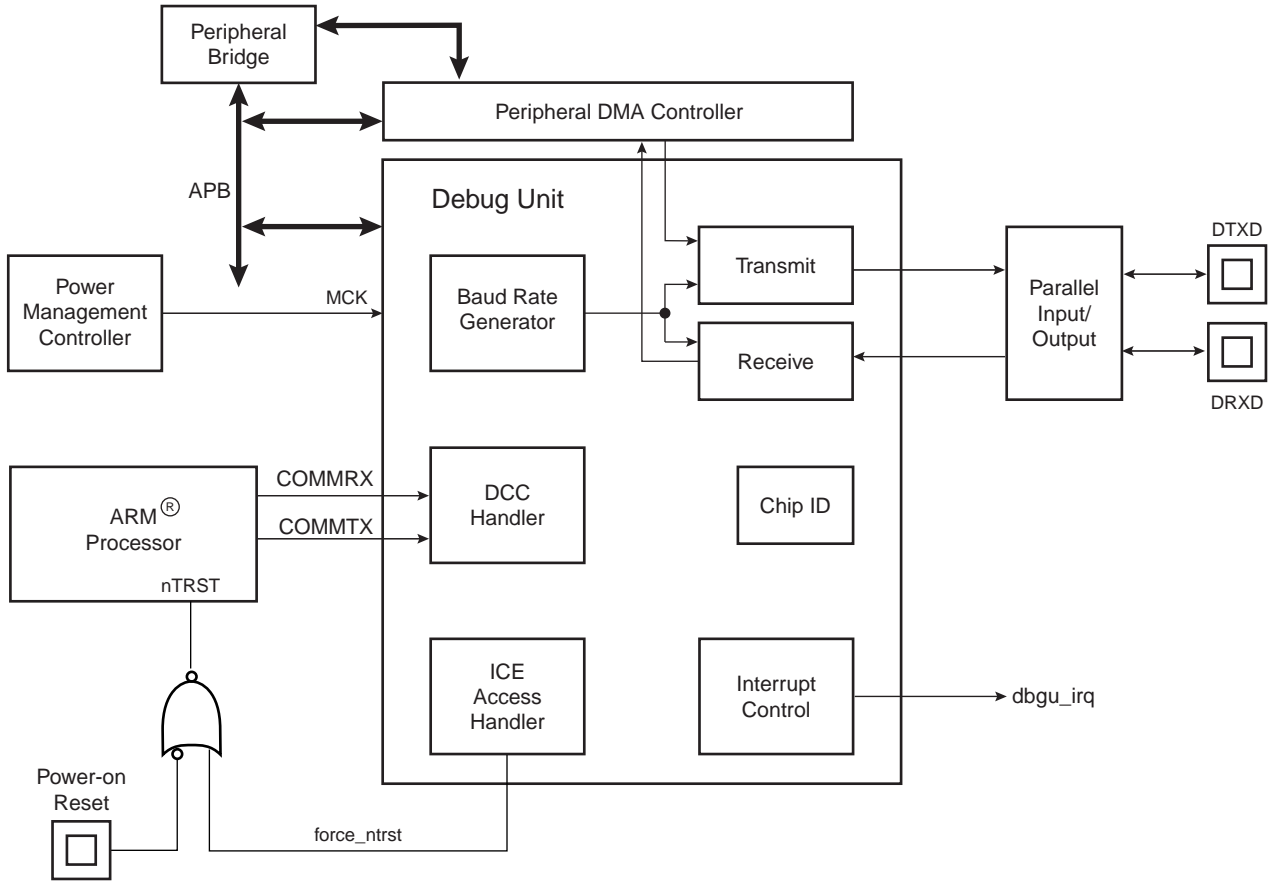 Peripheral
Bridge
Peripheral DMA Controller
APB
Debug Unit
Power
Management
Controller
MCK
Baud Rate
Generator
Transmit
Receive
Parallel
Input/
Output
DTXD
DRXD
ARM®
Processor
nTRST
COMMRX
COMMTX
DCC
Handler
Chip ID
ICE
Access
Handler
Interrupt
Control
dbgu_irq
Power-on
Reset
force_ntrst